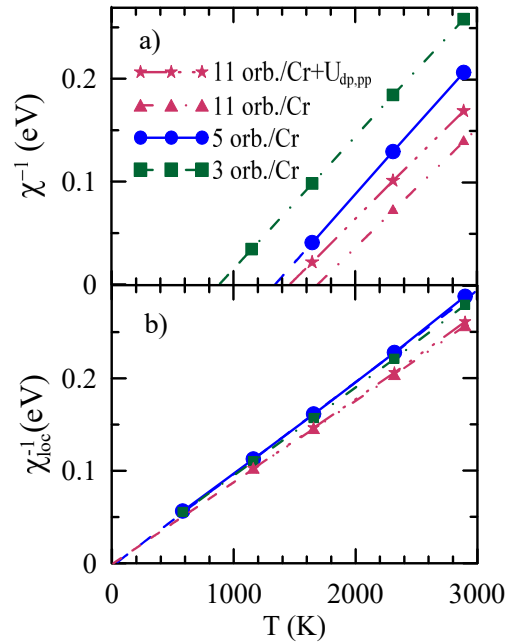 a)
11 orb./Cr+U_dp,pp
11 orb./Cr
5 orb./Cr
3 orb./Cr
χ⁻¹ (eV)
0.2
0.1
0
b)
χ_loc⁻¹(eV)
0.2
0.1
0
0 1000 2000 3000
T (K)